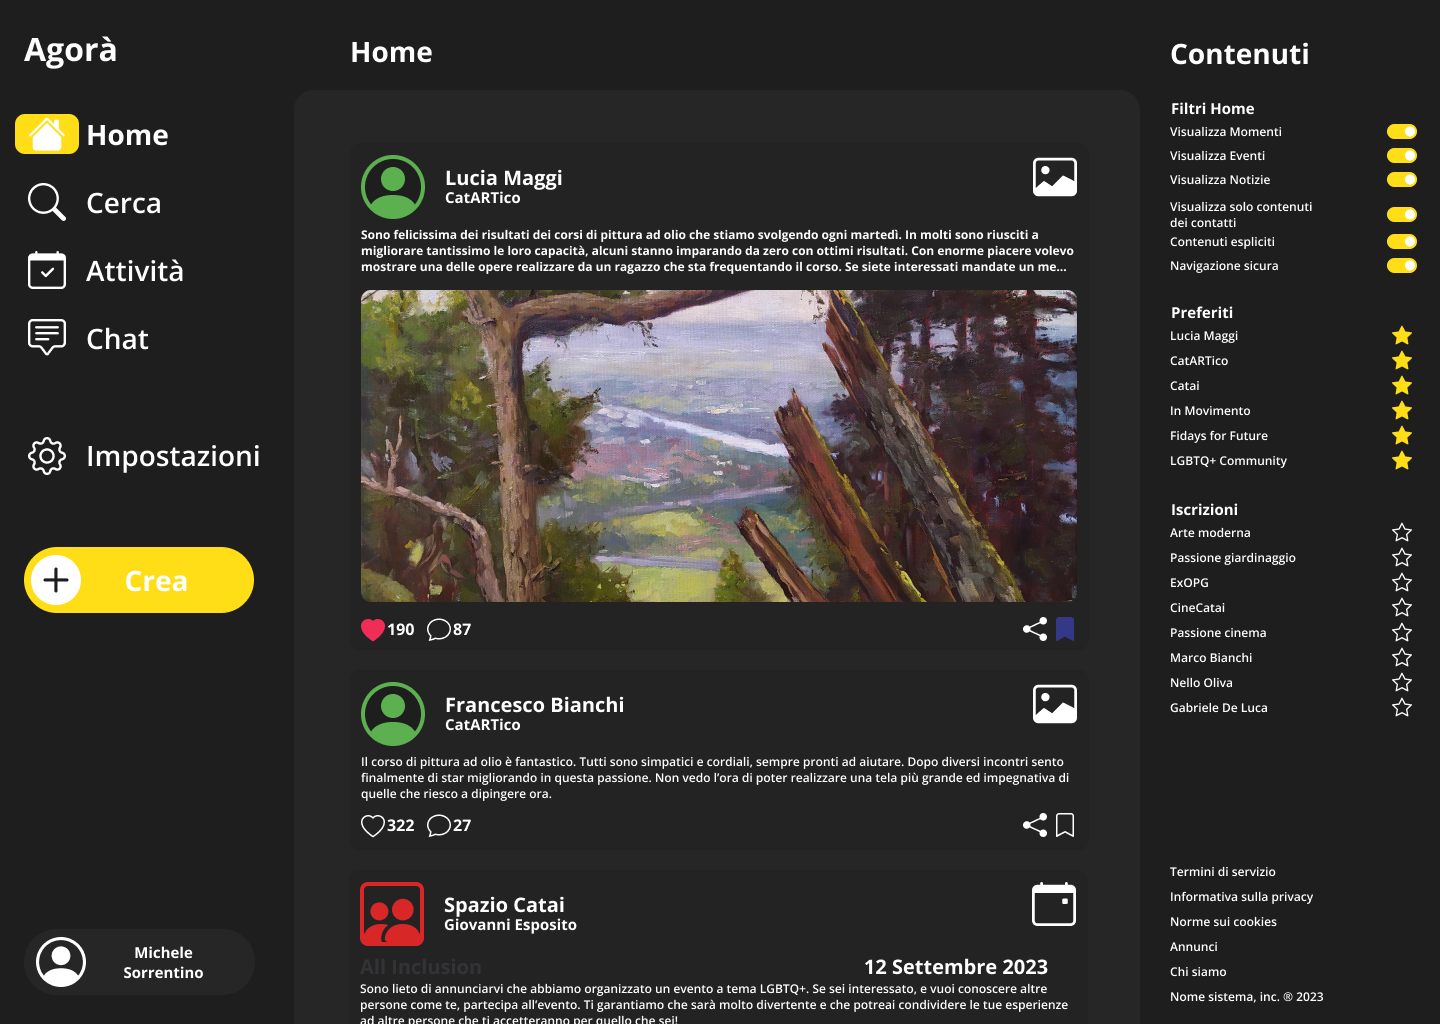 Agorà
Home
Cerca
Attività
Chat
Impostazioni
Crea
Michele
Sorrentino
Home
Lucia Maggi
CatARTico
Sono felicissima dei risultati dei corsi di pittura ad olio che stiamo svolgendo ogni martedì. In molti sono riusciti a
migliorare tantissimo le loro capacità, alcuni stanno imparando da zero con ottimi risultati. Con enorme piacere volevo
mostrare una delle opere realizzare da un ragazzo che sta frequentando il corso. Se siete interessati mandate un me...
190 87
Francesco Bianchi
CatARTico
Il corso di pittura ad olio è fantastico. Tutti sono simpatici e cordiali, sempre pronti ad aiutare. Dopo diversi incontri sento
finalmente di star migliorando in questa passione. Non vedo l’ora di poter realizzare una tela più grande ed impegnativa di
quelle che riesco a dipingere ora.
322 27
Spazio Catai
Giovanni Esposito
All Inclusion 12 Settembre 2023
Sono lieto di annunciarvi che abbiamo organizzato un evento a tema LGBTQ+. Se sei interessato, e vuoi conoscere altre
persone come te, partecipa all’evento. Ti garantiamo che sarà molto divertente e che potreai condividere le tue esperienze
ad altre persone che ti accetteranno per quello che sei!
Contenuti
Filtri Home
Visualizza Momenti
Visualizza Eventi
Visualizza Notizie
Visualizza solo contenuti
dei contatti
Contenuti espliciti
Navigazione sicura
Preferiti
Lucia Maggi
CatARTico
Catai
In Movimento
Fidays for Future
LGBTQ+ Community
Iscrizioni
Arte moderna
Passione giardinaggio
ExOPG
CineCatai
Passione cinema
Marco Bianchi
Nello Oliva
Gabriele De Luca
Termini di servizio
Informativa sulla privacy
Norme sui cookies
Annunci
Chi siamo
Nome sistema, inc. ® 2023